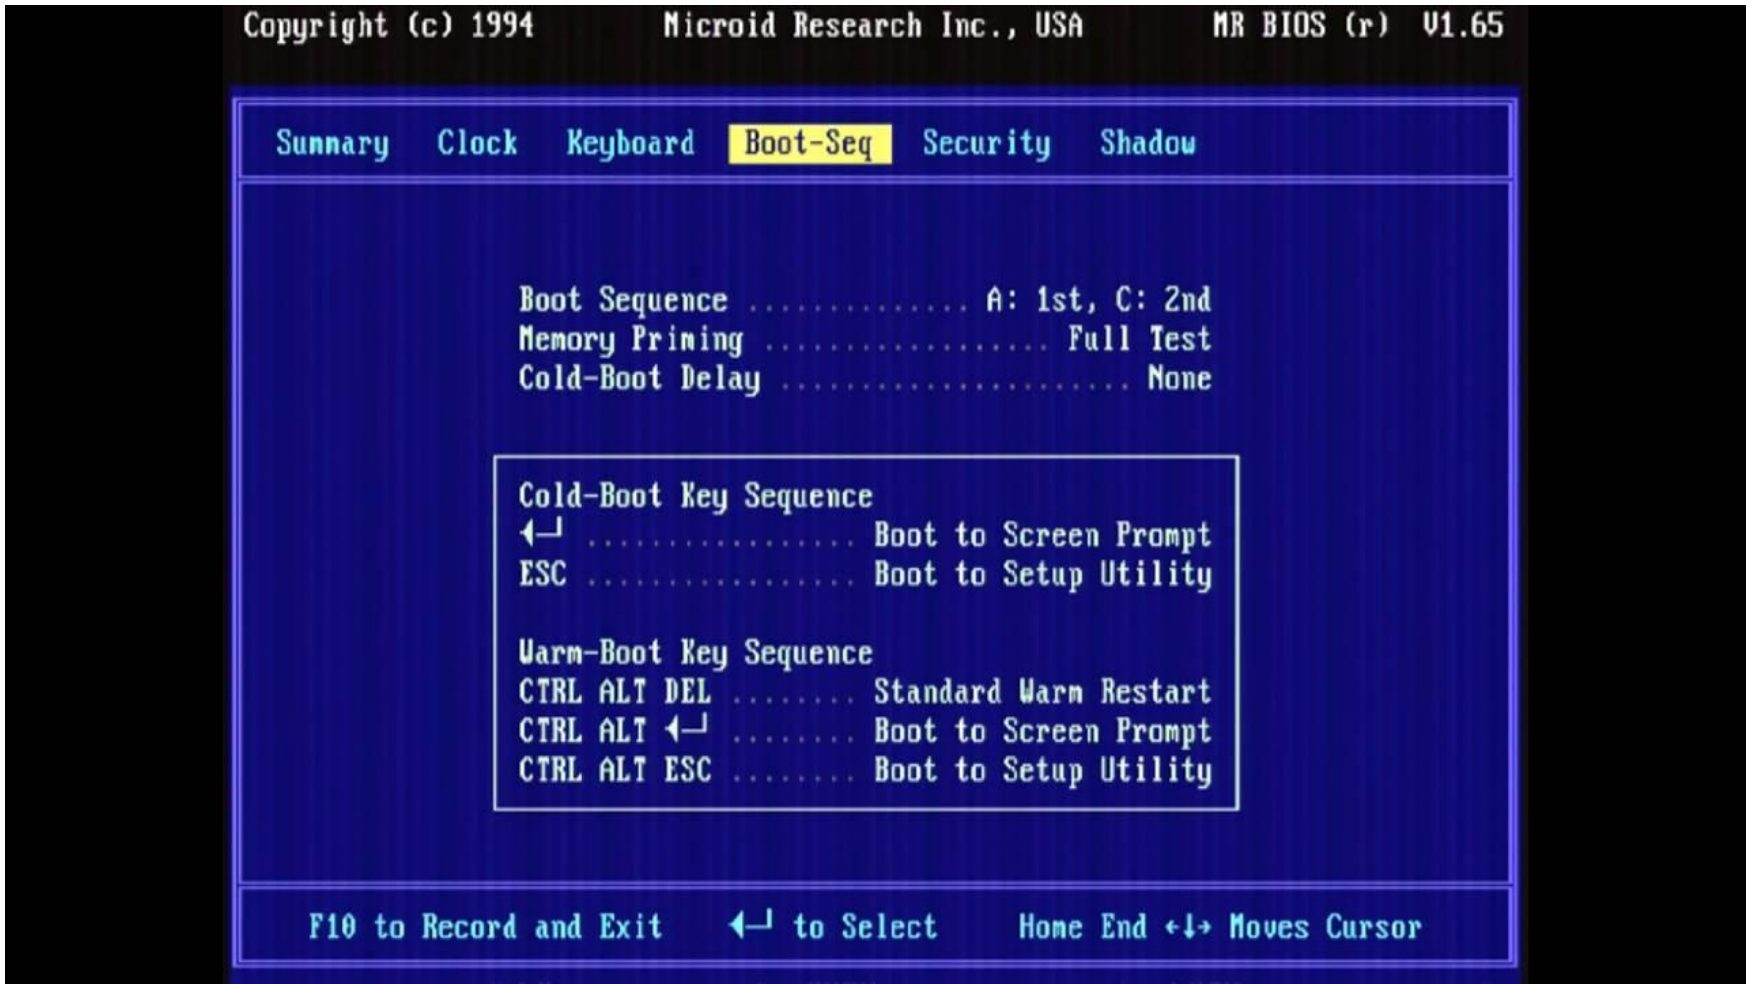 Copyright (c) 1994 Microid Research Inc., USA MR BIOS (r) V1.65
Summary Clock Keyboard Boot-Seq Security Shadow
Boot Sequence .............. A: 1st, C: 2nd
Memory Priming .................. Full Test
Cold-Boot Delay ...................... None
Cold-Boot Key Sequence
◄─┘ ................. Boot to Screen Prompt
ESC ................. Boot to Setup Utility
Warm-Boot Key Sequence
CTRL ALT DEL ........ Standard Warm Restart
CTRL ALT ◄─┘ ........ Boot to Screen Prompt
CTRL ALT ESC ........ Boot to Setup Utility
F10 to Record and Exit ◄─┘ to Select Home End ←↓→ Moves Cursor